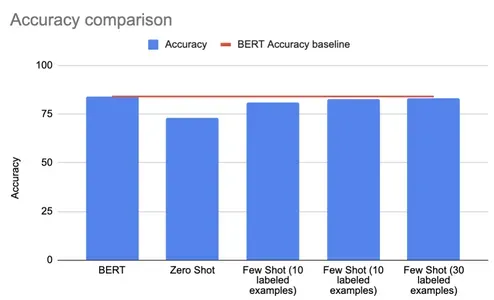 Accuracy comparison
Accuracy
BERT Accuracy baseline
100
75
50
25
0
Accuracy
BERT
Zero Shot
Few Shot (10
labeled
examples)
Few Shot (10
labeled
examples)
Few Shot (30
labeled
examples)